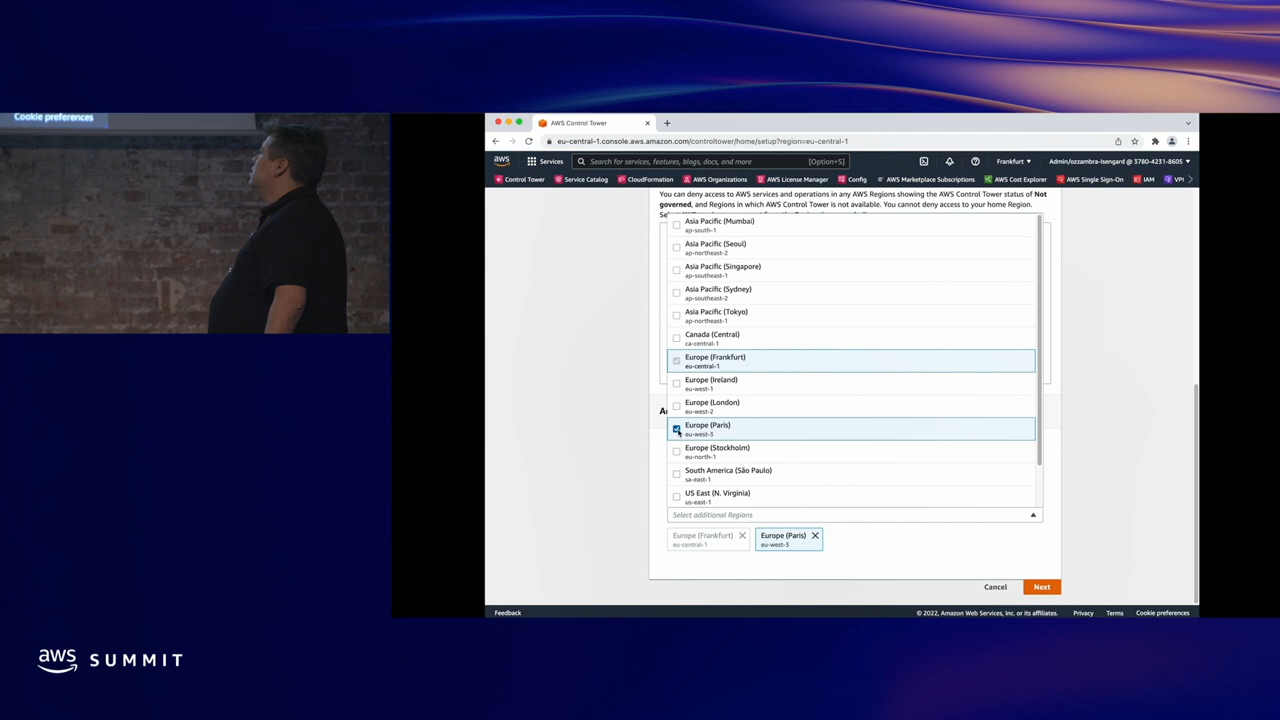 Cookie preferences
AWS Control Tower
eu-central-1.console.aws.amazon.com/controltower/home/setup?region=eu-central-1
aws
Services
Search for services, features, blogs, docs, and more
[Option+S]
Frankfurt
Admin/ozzambra-Isengard @ 3780-4231-8605
Control Tower
Service Catalog
CloudFormation
AWS Organizations
AWS License Manager
Config
AWS Marketplace Subscriptions
AWS Cost Explorer
AWS Single Sign-On
IAM
VPC
You can deny access to AWS services and operations in any AWS Regions showing the AWS Control Tower status of Not
governed, and Regions in which AWS Control Tower is not available. You cannot deny access to your home Region.
Asia Pacific (Mumbai)
ap-south-1
Asia Pacific (Seoul)
ap-northeast-2
Asia Pacific (Singapore)
ap-southeast-1
Asia Pacific (Sydney)
ap-southeast-2
Asia Pacific (Tokyo)
ap-northeast-1
Canada (Central)
ca-central-1
Europe (Frankfurt)
eu-central-1
Europe (Ireland)
eu-west-1
Europe (London)
eu-west-2
Europe (Paris)
eu-west-3
Europe (Stockholm)
eu-north-1
South America (São Paulo)
sa-east-1
US East (N. Virginia)
us-east-1
Select additional Regions
Europe (Frankfurt)
eu-central-1
Europe (Paris)
eu-west-3
Cancel
Next
Feedback
© 2022, Amazon Web Services, Inc. or its affiliates.
Privacy
Terms
Cookie preferences
aws SUMMIT